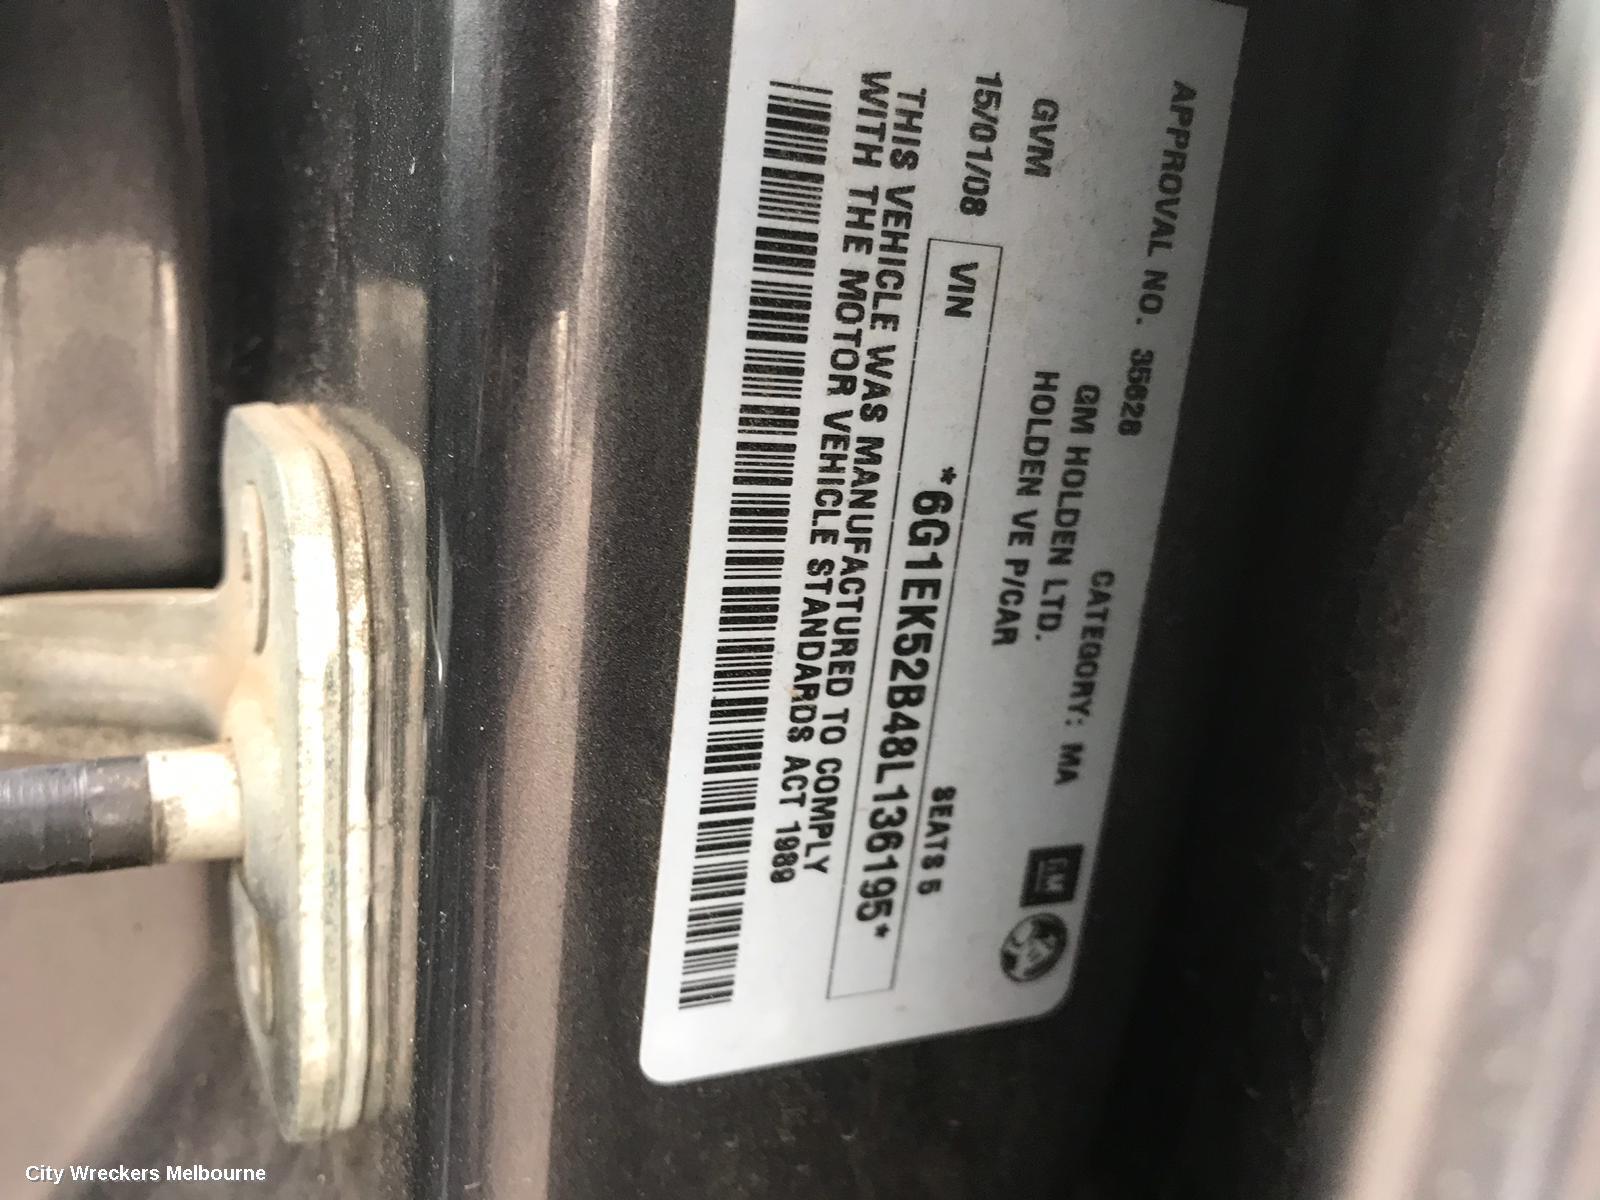 APPROVAL NO. 35628 CATEGORY: MA
GM HOLDEN LTD.
GVM HOLDEN VE P/CAR
15/01/08 SEATS 5
VIN *6G1EK52B48L136195*
THIS VEHICLE WAS MANUFACTURED TO COMPLY
WITH THE MOTOR VEHICLE STANDARDS ACT 1989
GM
City Wreckers Melbourne